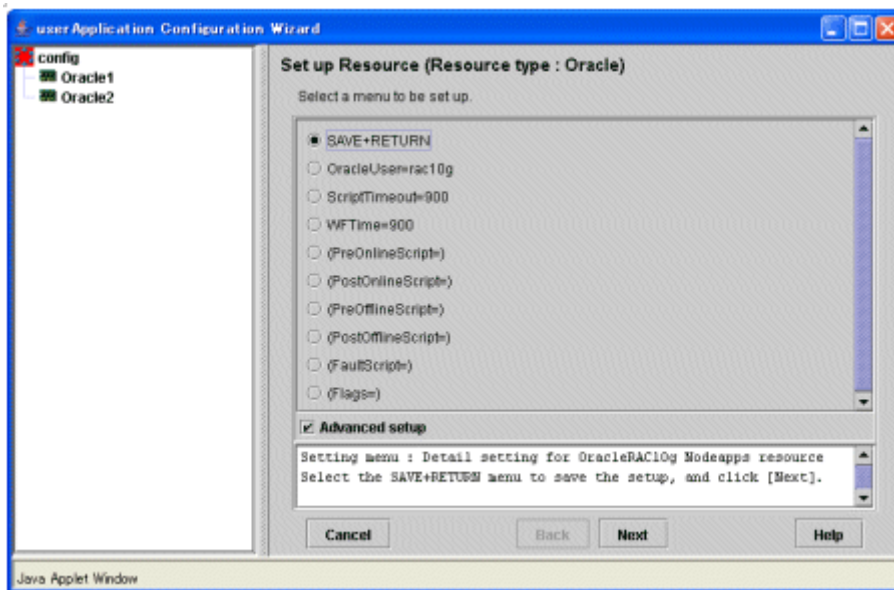 userApplication Configuration Wizard
config
Oracle1
Oracle2
Set up Resource (Resource type : Oracle)
Select a menu to be set up.
SAVE+RETURN
OracleUser=rac10g
ScriptTimeout=900
WFTime=900
(PreOnlineScript=)
(PostOnlineScript=)
(PreOfflineScript=)
(PostOfflineScript=)
(FaultScript=)
(Flags=)
Advanced setup
Setting menu : Detail setting for OracleRAC10g Nodeapps resource
Select the SAVE+RETURN menu to save the setup, and click [Next].
Cancel Back Next Help
Java Applet Window